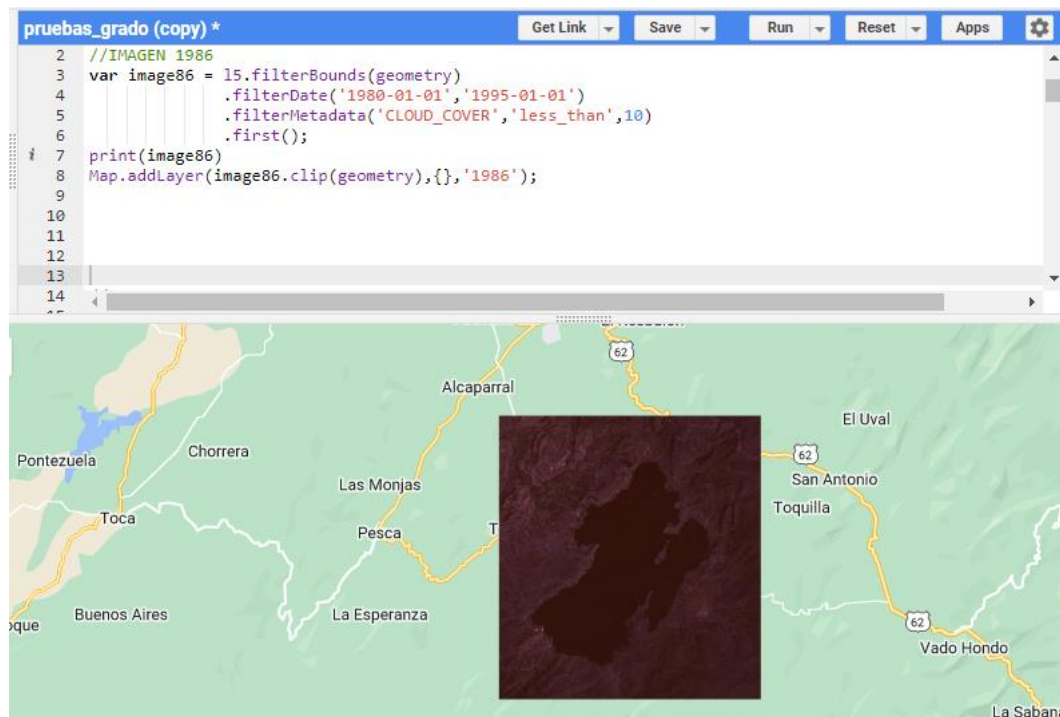 pruebas_grado (copy) *
Get Link
Save
Run
Reset
Apps
2 //IMAGEN 1986
3 var image86 = l5.filterBounds(geometry)
4 .filterDate('1980-01-01','1995-01-01')
5 .filterMetadata('CLOUD_COVER','less_than',10)
6 .first();
i 7 print(image86)
8 Map.addLayer(image86.clip(geometry),{},'1986');
9
10
11
12
13
14
62
Alcaparral
El Uval
Chorrera
62
Pontezuela
San Antonio
Las Monjas
Toquilla
Toca
Pesca
T
Buenos Aires
La Esperanza
62
oque
Vado Hondo
La Saban